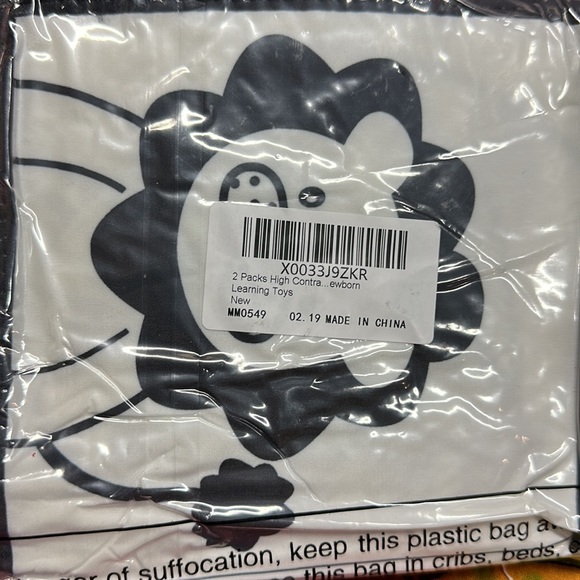 X0033J9ZKR
2 Packs High Contra...ewborn
Learning Toys
New
MM0549 02.19 MADE IN CHINA
of suffocation, keep this plastic bag
this bag in cribs, beds,